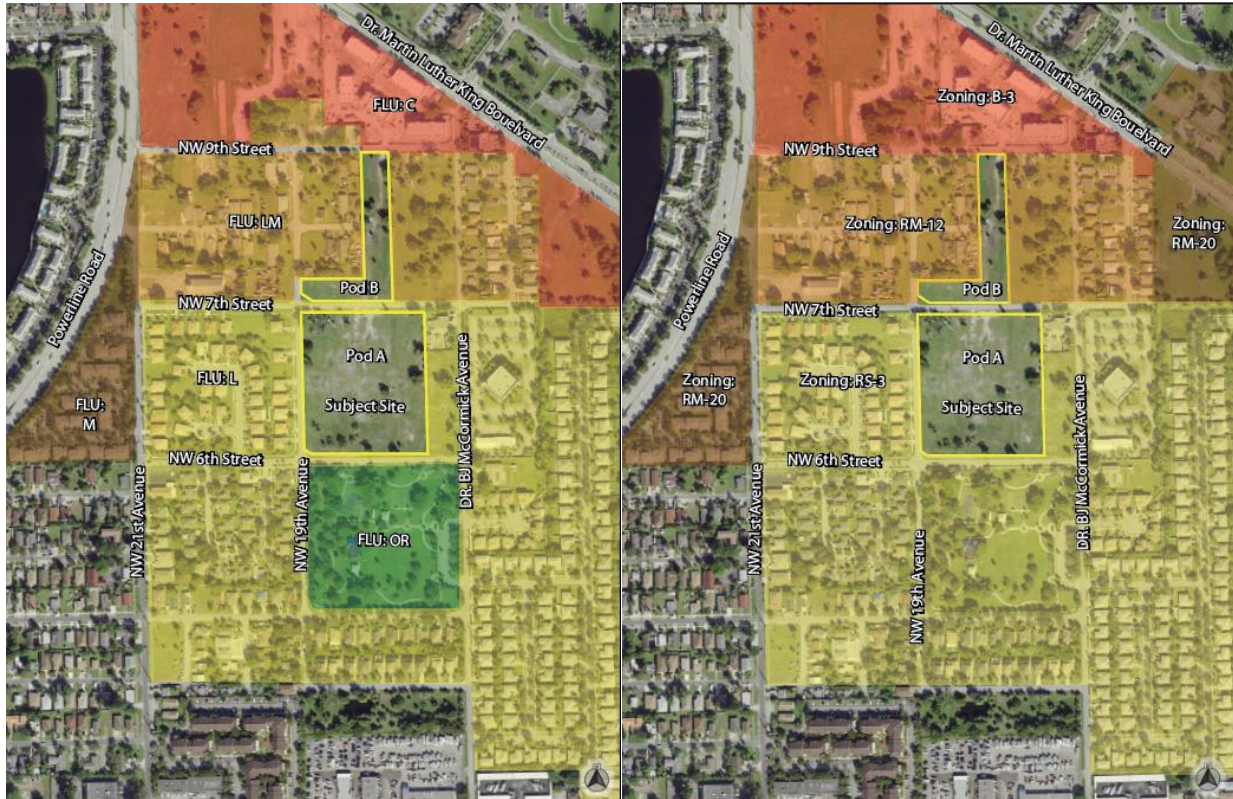 Dr. Martin Luther King Bouelvard
FLU: C
NW 9th Street
FLU: LM
Powerline Road
Pod B
NW 7th Street
Pod A
FLU: L
FLU:
M
Subject Site
DR. BJ McCormick Avenue
NW 6th Street
NW 21st Avenue
NW 19th Avenue
FLU: OR
Dr. Martin Luther King Bouelvard
Zoning: B-3
NW 9th Street
Zoning: RM-12
Zoning:
RM-20
Powerline Road
Pod B
NW 7th Street
Pod A
Zoning:
RM-20
Zoning: RS-3
Subject Site
DR. BJ McCormick Avenue
NW 6th Street
NW 21st Avenue
NW 19th Avenue